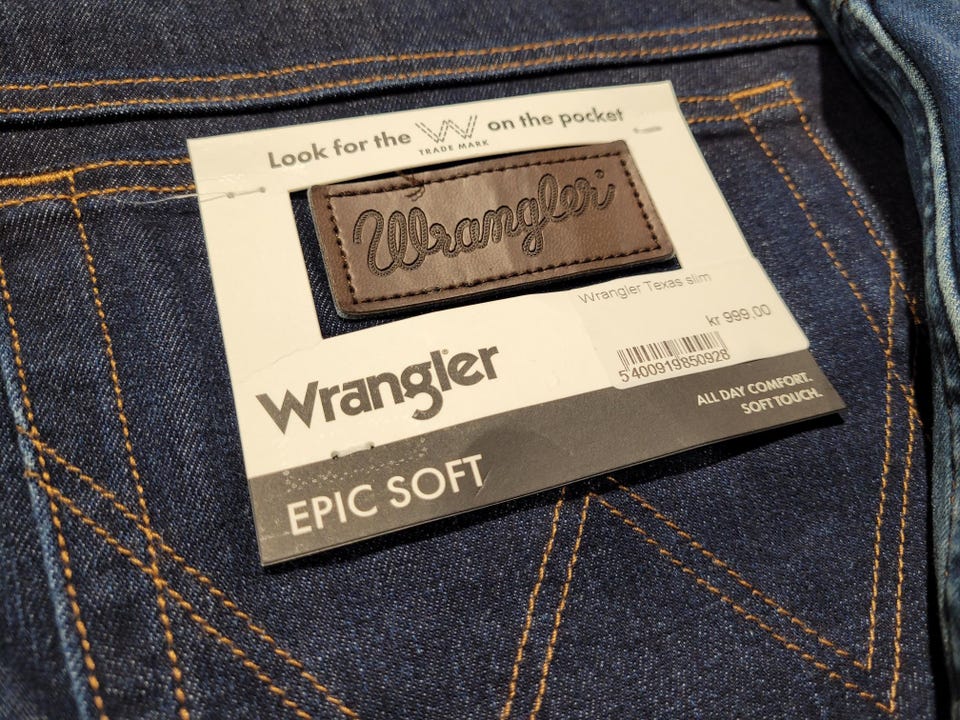 Look for the W on the pocket
TRADE MARK
Wrangler
Wrangler Texas slim
kr 999,00
5400919850928
Wrangler
ALL DAY COMFORT.
SOFT TOUCH.
EPIC SOFT